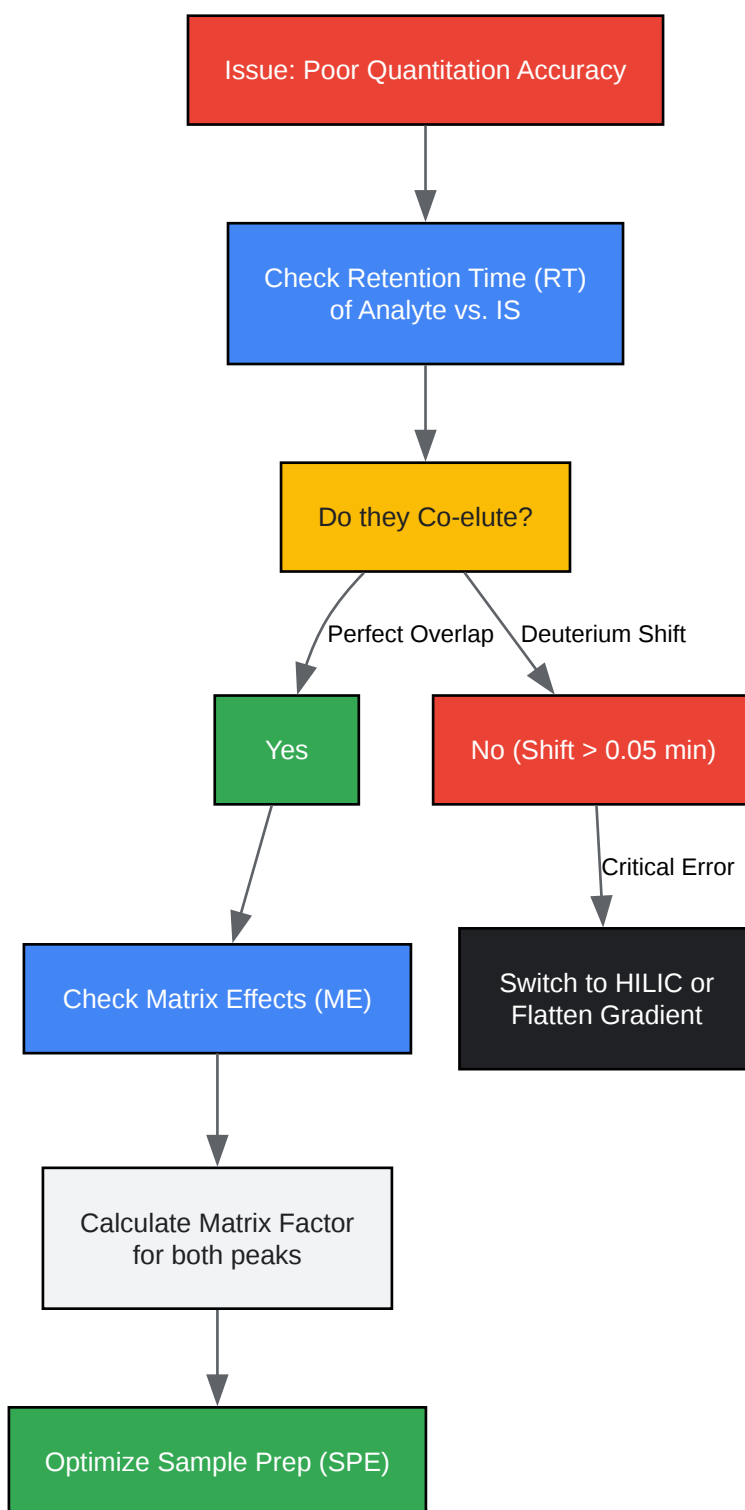 Issue: Poor Quantitation Accuracy
Check Retention Time (RT)
of Analyte vs. IS
Do they Co-elute?
Perfect Overlap
Deuterium Shift
Yes
No (Shift > 0.05 min)
Critical Error
Check Matrix Effects (ME)
Switch to HILIC or
Flatten Gradient
Calculate Matrix Factor
for both peaks
Optimize Sample Prep (SPE)